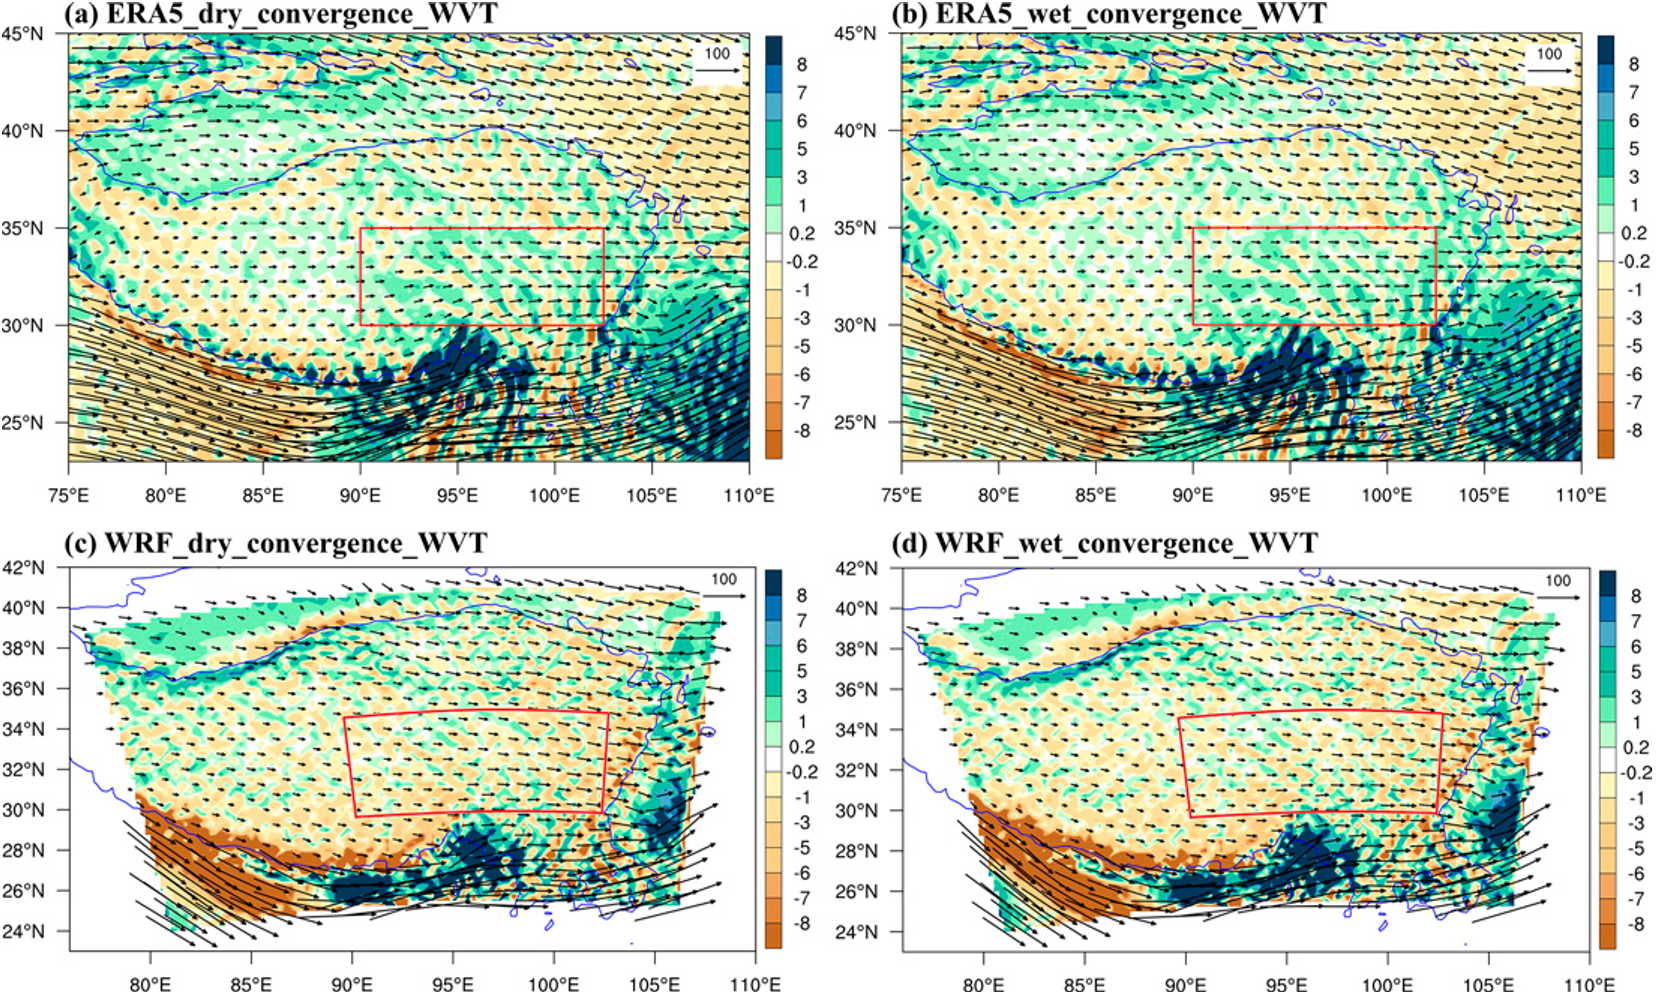 (a) ERA5_dry_convergence_WVT
(b) ERA5_wet_convergence_WVT
45°N
40°N
35°N
30°N
25°N
75°E 80°E 85°E 90°E 95°E 100°E 105°E 110°E
100
8
7
6
5
3
1
0.2
-0.2
-1
-3
-5
-6
-7
-8
45°N
40°N
35°N
30°N
25°N
75°E 80°E 85°E 90°E 95°E 100°E 105°E 110°E
100
8
7
6
5
3
1
0.2
-0.2
-1
-3
-5
-6
-7
-8
(c) WRF_dry_convergence_WVT
(d) WRF_wet_convergence_WVT
42°N
40°N
38°N
36°N
34°N
32°N
30°N
28°N
26°N
24°N
80°E 85°E 90°E 95°E 100°E 105°E 110°E
100
8
7
6
5
3
1
0.2
-0.2
-1
-3
-5
-6
-7
-8
42°N
40°N
38°N
36°N
34°N
32°N
30°N
28°N
26°N
24°N
80°E 85°E 90°E 95°E 100°E 105°E 110°E
100
8
7
6
5
3
1
0.2
-0.2
-1
-3
-5
-6
-7
-8